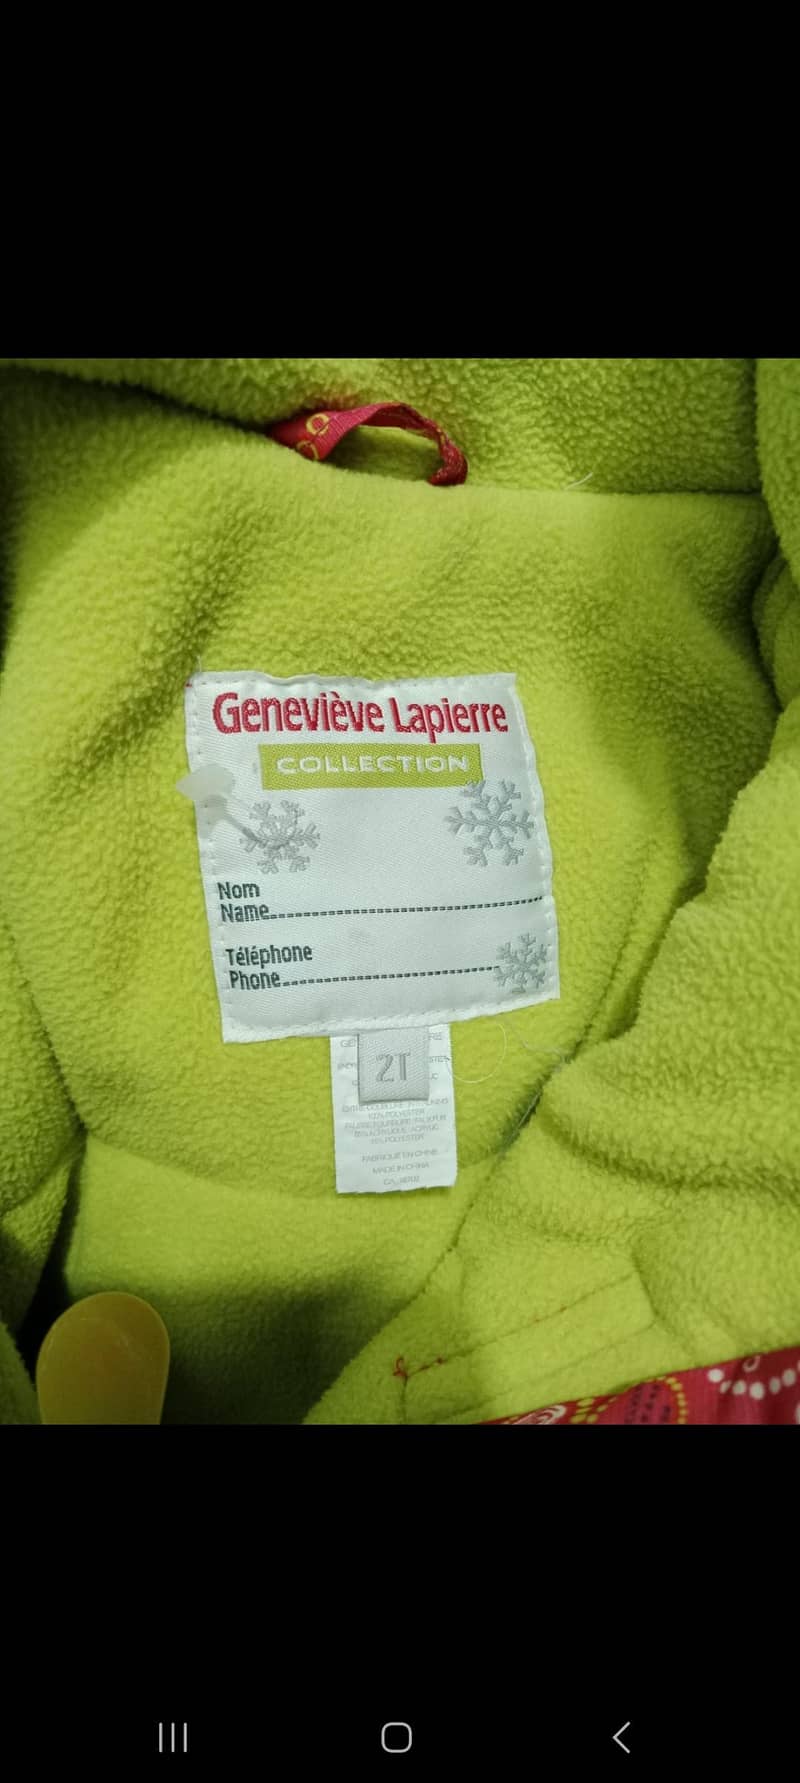 Geneviève Lapierre
COLLECTION
Nom
Name
Téléphone
Phone
2T
100% POLYESTER
FABRIQUÉ EN CHINE
MADE IN CHINA